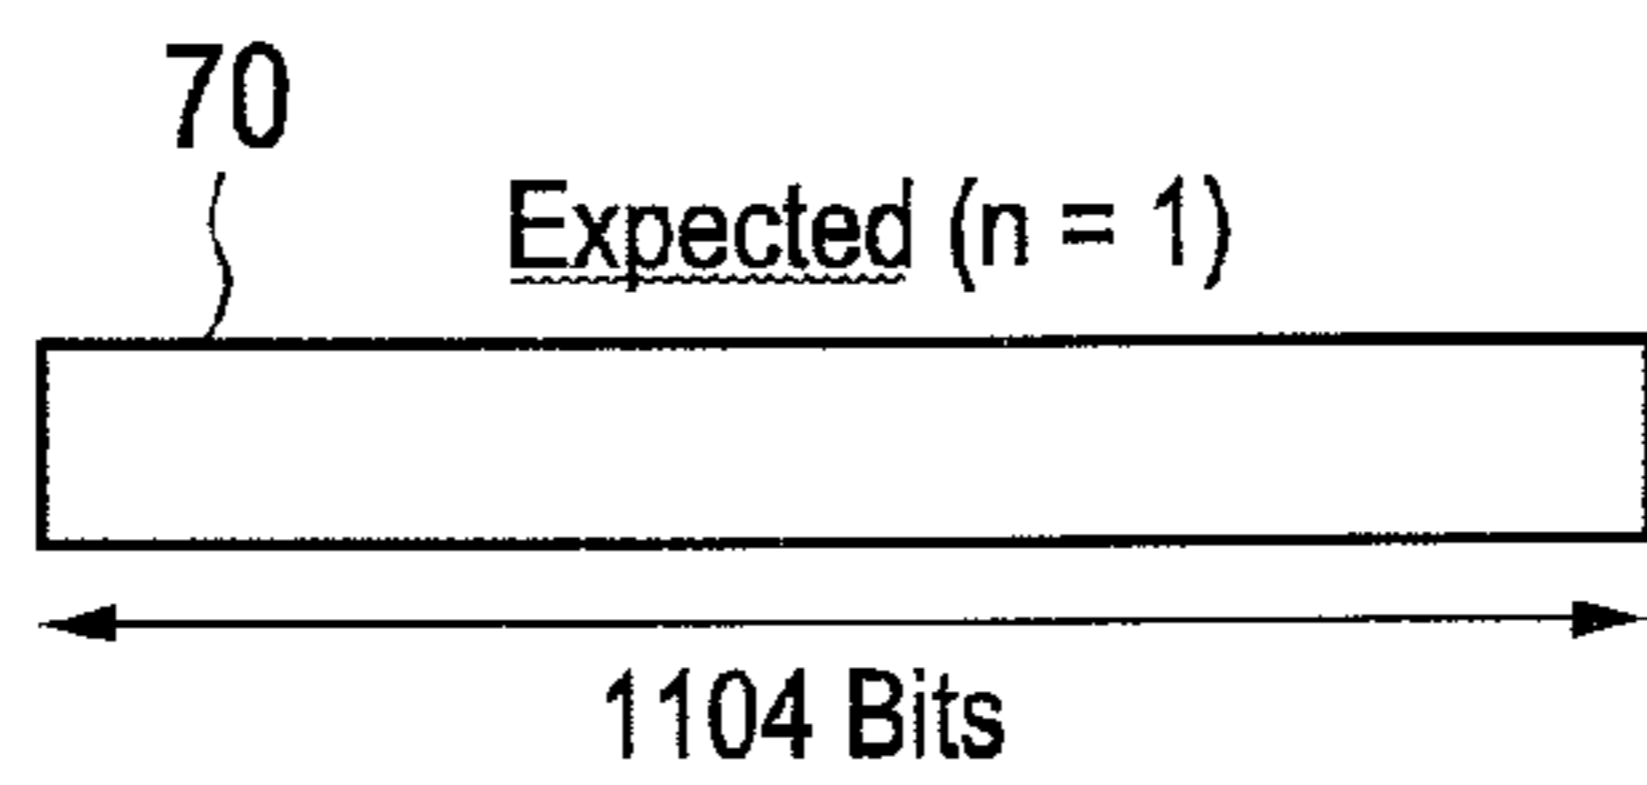 70
Expected (n = 1)
1104 Bits